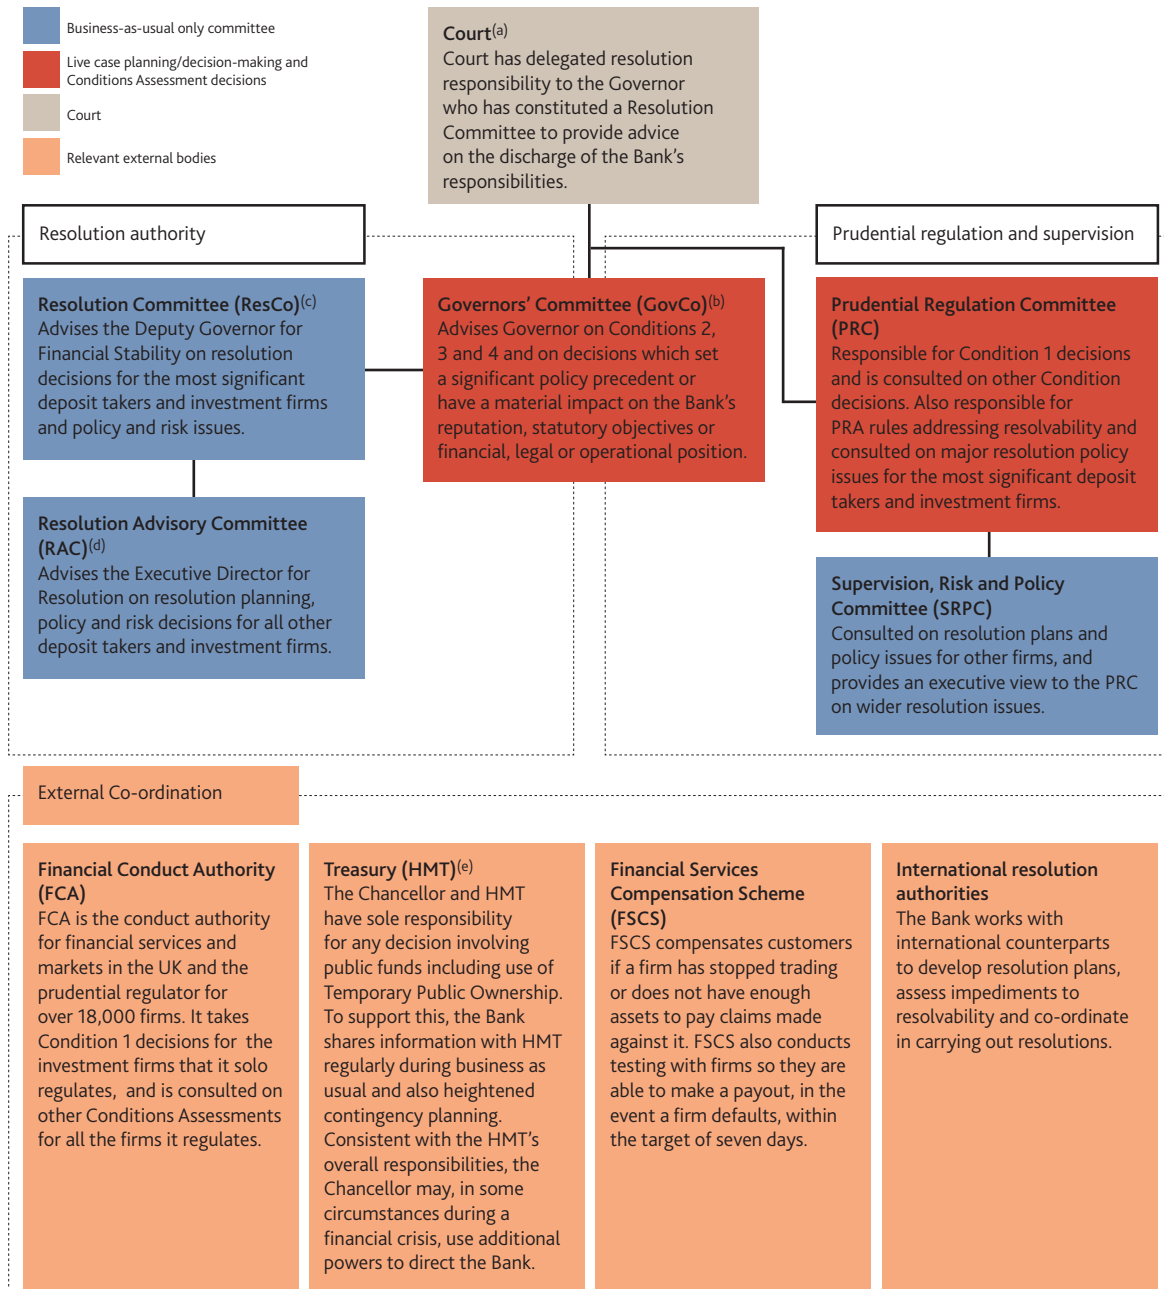 Business-as-usual only committee
Live case planning/decision-making and
Conditions Assessment decisions
Court
Relevant external bodies
Court(a)
Court has delegated resolution
responsibility to the Governor
who has constituted a Resolution
Committee to provide advice
on the discharge of the Bank's
responsibilities.
Resolution authority
Prudential regulation and supervision
Resolution Committee (ResCo)(c)
Advises the Deputy Governor for
Financial Stability on resolution
decisions for the most significant
deposit takers and investment firms
and policy and risk issues.
Governors' Committee (GovCo)(b)
Advises Governor on Conditions 2,
3 and 4 and on decisions which set
a significant policy precedent or
have a material impact on the Bank's
reputation, statutory objectives or
financial, legal or operational position.
Prudential Regulation Committee
(PRC)
Responsible for Condition 1 decisions
and is consulted on other Condition
decisions. Also responsible for
PRA rules addressing resolvability and
consulted on major resolution policy
issues for the most significant deposit
takers and investment firms.
Resolution Advisory Committee
(RAC)(d)
Advises the Executive Director for
Resolution on resolution planning,
policy and risk decisions for all other
deposit takers and investment firms.
Supervision, Risk and Policy
Committee (SRPC)
Consulted on resolution plans and
policy issues for other firms, and
provides an executive view to the PRC
on wider resolution issues.
External Co-ordination
Financial Conduct Authority
(FCA)
FCA is the conduct authority
for financial services and
markets in the UK and the
prudential regulator for
over 18,000 firms. It takes
Condition 1 decisions for the
investment firms that it solo
regulates, and is consulted on
other Conditions Assessments
for all the firms it regulates.
Treasury (HMT)(e)
The Chancellor and HMT
have sole responsibility
for any decision involving
public funds including use of
Temporary Public Ownership.
To support this, the Bank
shares information with HMT
regularly during business as
usual and also heightened
contingency planning.
Consistent with the HMT's
overall responsibilities, the
Chancellor may, in some
circumstances during a
financial crisis, use additional
powers to direct the Bank.
Financial Services
Compensation Scheme
(FSCS)
FSCS compensates customers
if a firm has stopped trading
or does not have enough
assets to pay claims made
against it. FSCS also conducts
testing with firms so they are
able to make a payout, in the
event a firm defaults, within
the target of seven days.
International resolution
authorities
The Bank works with
international counterparts
to develop resolution plans,
assess impediments to
resolvability and co-ordinate
in carrying out resolutions.